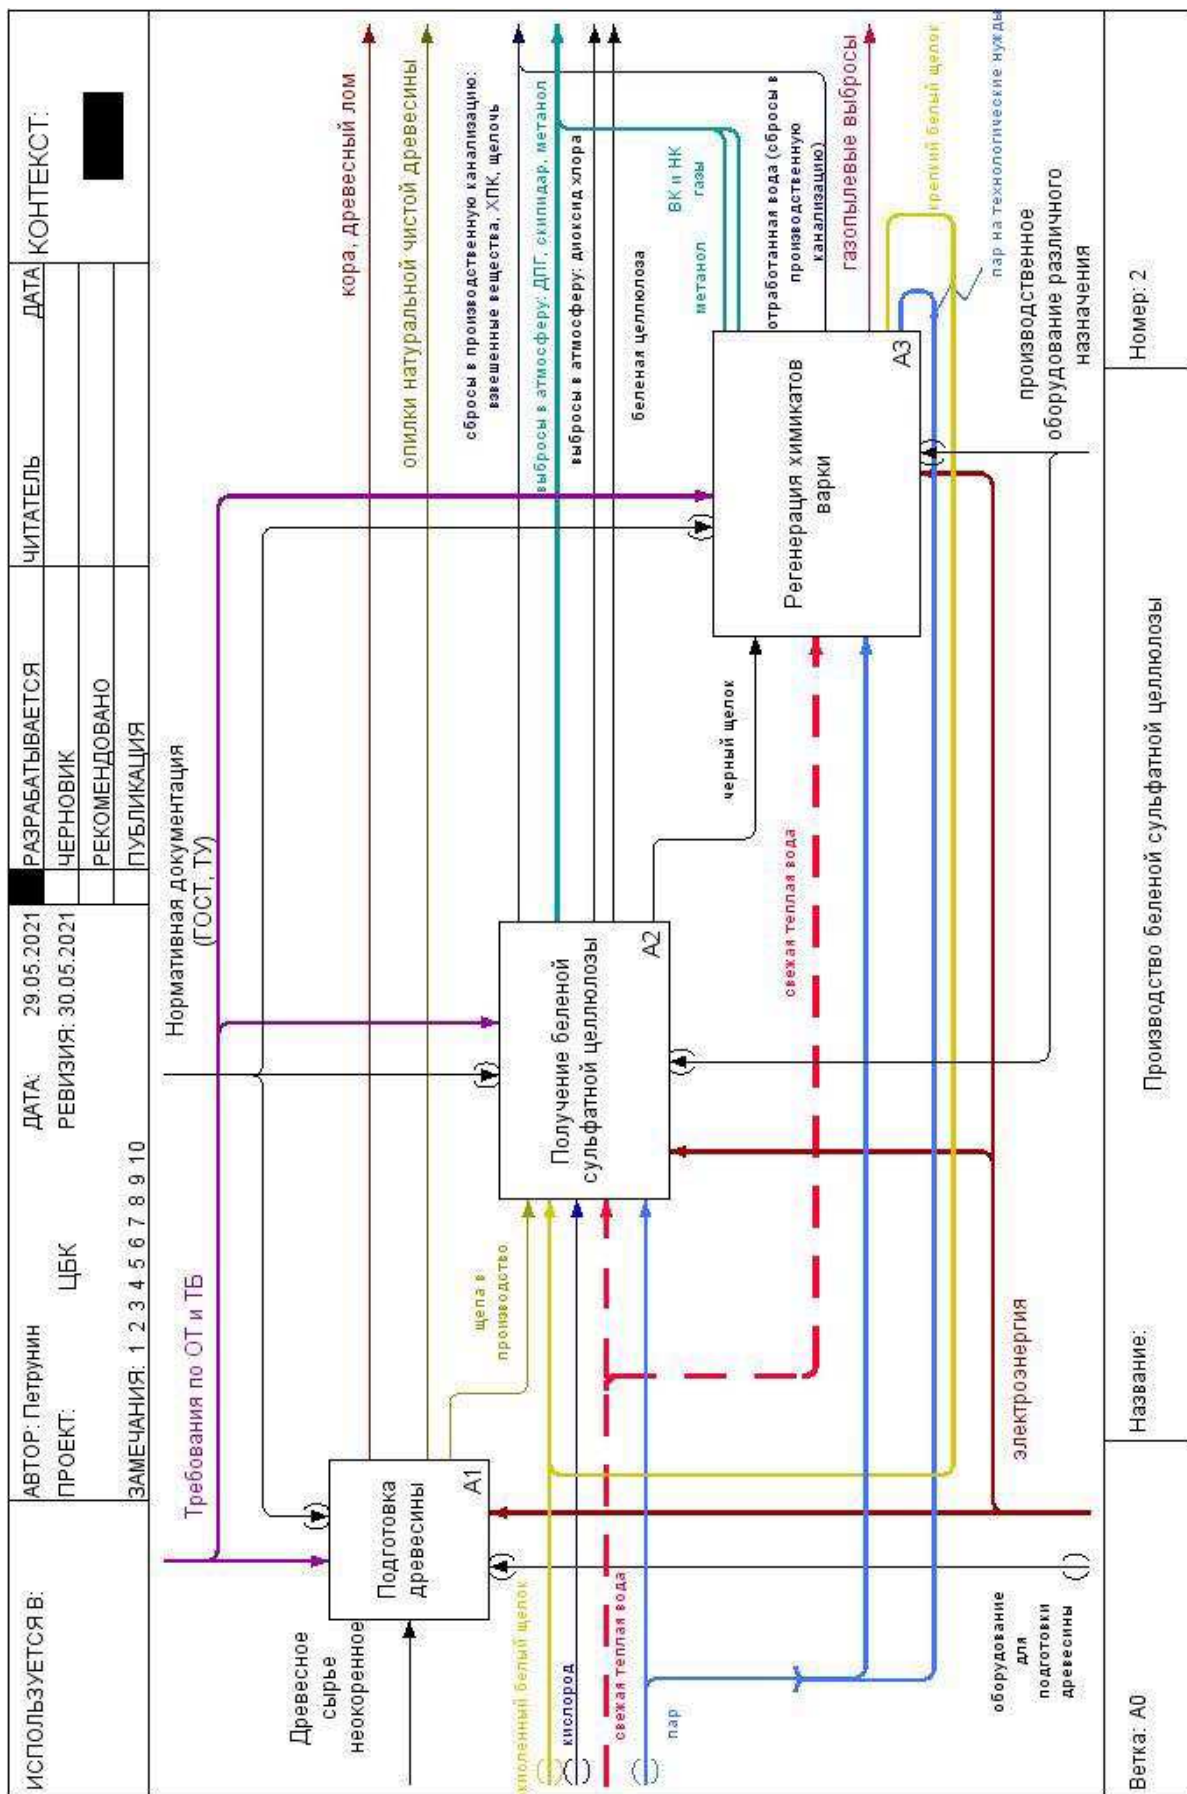 ИСПОЛЬЗУЕТСЯ В:
АВТОР: Петрунин
ПРОЕКТ:
ЦБК
ЗАМЕЧАНИЯ: 1 2 3 4 5 6 7 8 9 10
ДАТА:
29.05.2021
РЕВИЗИЯ: 30.05.2021
РАЗРАБАТЫВАЕТСЯ
ЧЕРНОВИК
РЕКОМЕНДОВАНО
ПУБЛИКАЦИЯ
ЧИТАТЕЛЬ
ДАТА
КОНТЕКСТ:
Требования по ОТ и ТБ
Нормативная документация
(ГОСТ, ТУ)
Древесное
сырье
неокоренное
Подготовка
древесины
A1
кора, древесный лом
опилки натуральной чистой древесины
щепа в
производство
кислород
свежая теплая вода
пар
Получение беленой
сульфатной целлюлозы
A2
сбросы в производственную канализацию:
взвешенные вещества, ХПК, щелочь
выбросы в атмосферу: ДПГ, скипидар, метанол
выбросы в атмосферу: диоксид хлора
беленая целлюлоза
черный щелок
свежая теплая вода
Регенерация химикатов
варки
A3
метанол
ВК и НК
газы
отработанная вода (сбросы в
производственную
канализацию)
газопылевые выбросы
крепкий белый щелок
пар на технологические нужды
производственное
оборудование различного
назначения
электроэнергия
оборудование
для
подготовки
древесины
Ветка: A0
Название:
Производство беленой сульфатной целлюлозы
Номер: 2
белый щелок